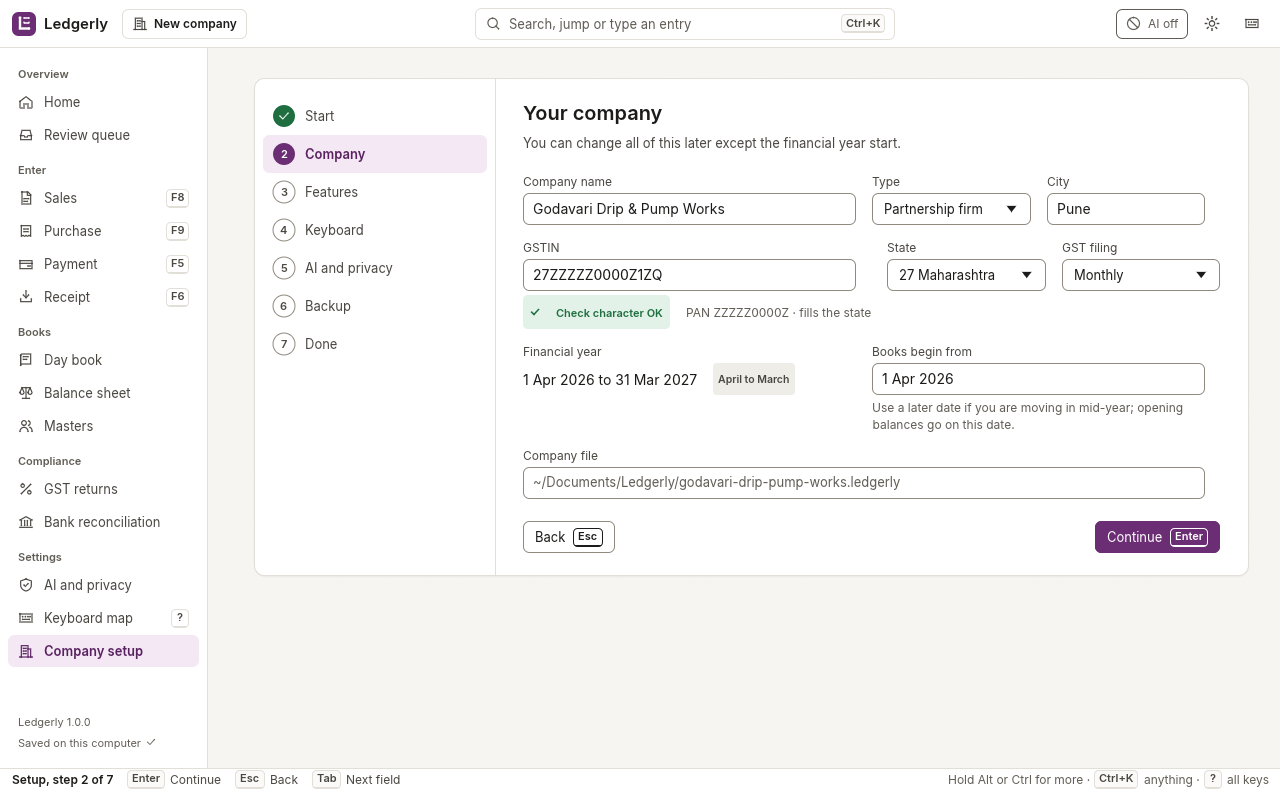 Ledgerly
New company
Search, jump or type an entry
Ctrl+K
AI off
Overview
Home
Review queue
Enter
Sales F8
Purchase F9
Payment F5
Receipt F6
Books
Day book
Balance sheet
Masters
Compliance
GST returns
Bank reconciliation
Settings
AI and privacy
Keyboard map ?
Company setup
Ledgerly 1.0.0
Saved on this computer
Start
2 Company
3 Features
4 Keyboard
5 AI and privacy
6 Backup
7 Done
Your company
You can change all of this later except the financial year start.
Company name Type City
Godavari Drip & Pump Works Partnership firm Pune
GSTIN State GST filing
27ZZZZZ0000Z1ZQ 27 Maharashtra Monthly
Check character OK PAN ZZZZZ0000Z · fills the state
Financial year Books begin from
1 Apr 2026 to 31 Mar 2027 April to March 1 Apr 2026
Use a later date if you are moving in mid-year; opening
balances go on this date.
Company file
~/Documents/Ledgerly/godavari-drip-pump-works.ledgerly
Back Esc Continue Enter
Setup, step 2 of 7 Enter Continue Esc Back Tab Next field Hold Alt or Ctrl for more · Ctrl+K anything · ? all keys